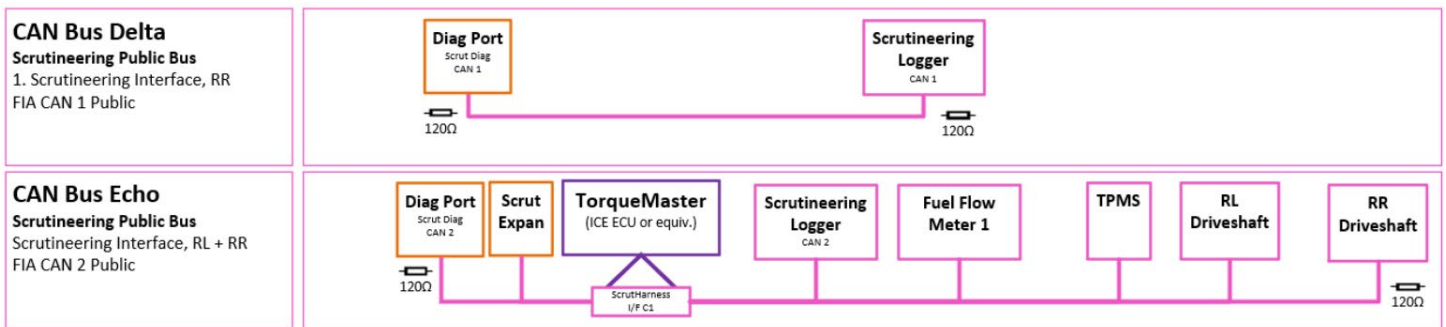 CAN Bus Delta
Scrutineering Public Bus
1. Scrutineering Interface, RR
FIA CAN 1 Public
Diag Port
Scrut Diag
CAN 1
120Ω
Scrutineering
Logger
CAN 1
120Ω
CAN Bus Echo
Scrutineering Public Bus
Scrutineering Interface, RL + RR
FIA CAN 2 Public
Diag Port
Scrut Diag
CAN 2
120Ω
Scrut
Expan
TorqueMaster
(ICE ECU or equiv.)
ScrutHarness
I/F C1
Scrutineering
Logger
CAN 2
Fuel Flow
Meter 1
TPMS
RL
Driveshaft
RR
Driveshaft
120Ω